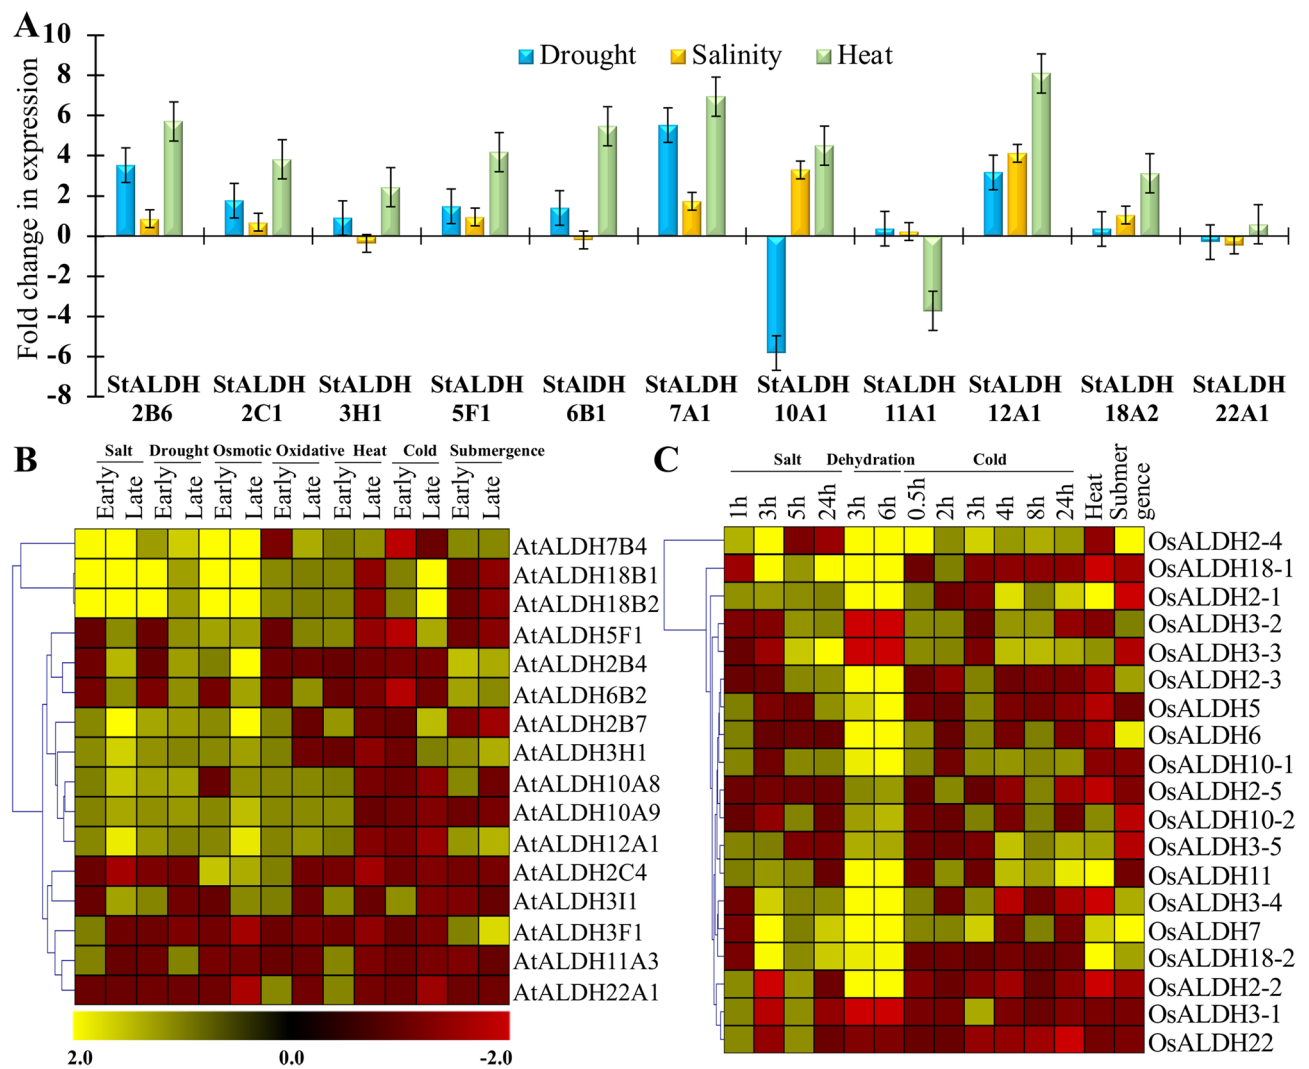 A
10
8
6
4
2
0
-2
-4
-6
-8
Fold change in expression
Drought Salinity Heat
StALDH StALDH StALDH StALDH StAlDH StALDH StALDH StALDH StALDH StALDH StALDH
2B6 2C1 3H1 5F1 6B1 7A1 10A1 11A1 12A1 18A2 22A1
B
Salt Drought Osmotic Oxidative Heat Cold Submergence
Early Late Early Late Early Late Early Late Early Late Early Late Early Late
AtALDH7B4
AtALDH18B1
AtALDH18B2
AtALDH5F1
AtALDH2B4
AtALDH6B2
AtALDH2B7
AtALDH3H1
AtALDH10A8
AtALDH10A9
AtALDH12A1
AtALDH2C4
AtALDH3I1
AtALDH3F1
AtALDH11A3
AtALDH22A1
2.0 0.0 -2.0
C
Salt Dehydration Cold
1h 3h 5h 24h 3h 6h 0.5h 2h 3h 4h 8h 24h Heat Submer
gence
OsALDH2-4
OsALDH18-1
OsALDH2-1
OsALDH3-2
OsALDH3-3
OsALDH2-3
OsALDH5
OsALDH6
OsALDH10-1
OsALDH2-5
OsALDH10-2
OsALDH3-5
OsALDH11
OsALDH3-4
OsALDH7
OsALDH18-2
OsALDH2-2
OsALDH3-1
OsALDH22